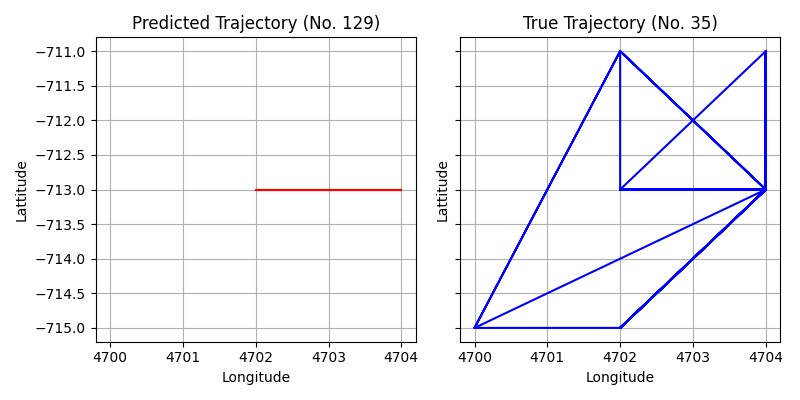 Predicted Trajectory (No. 129)
Lattitude
−711.0
−711.5
−712.0
−712.5
−713.0
−713.5
−714.0
−714.5
−715.0
4700 4701 4702 4703 4704
Longitude
True Trajectory (No. 35)
Lattitude
4700 4701 4702 4703 4704
Longitude